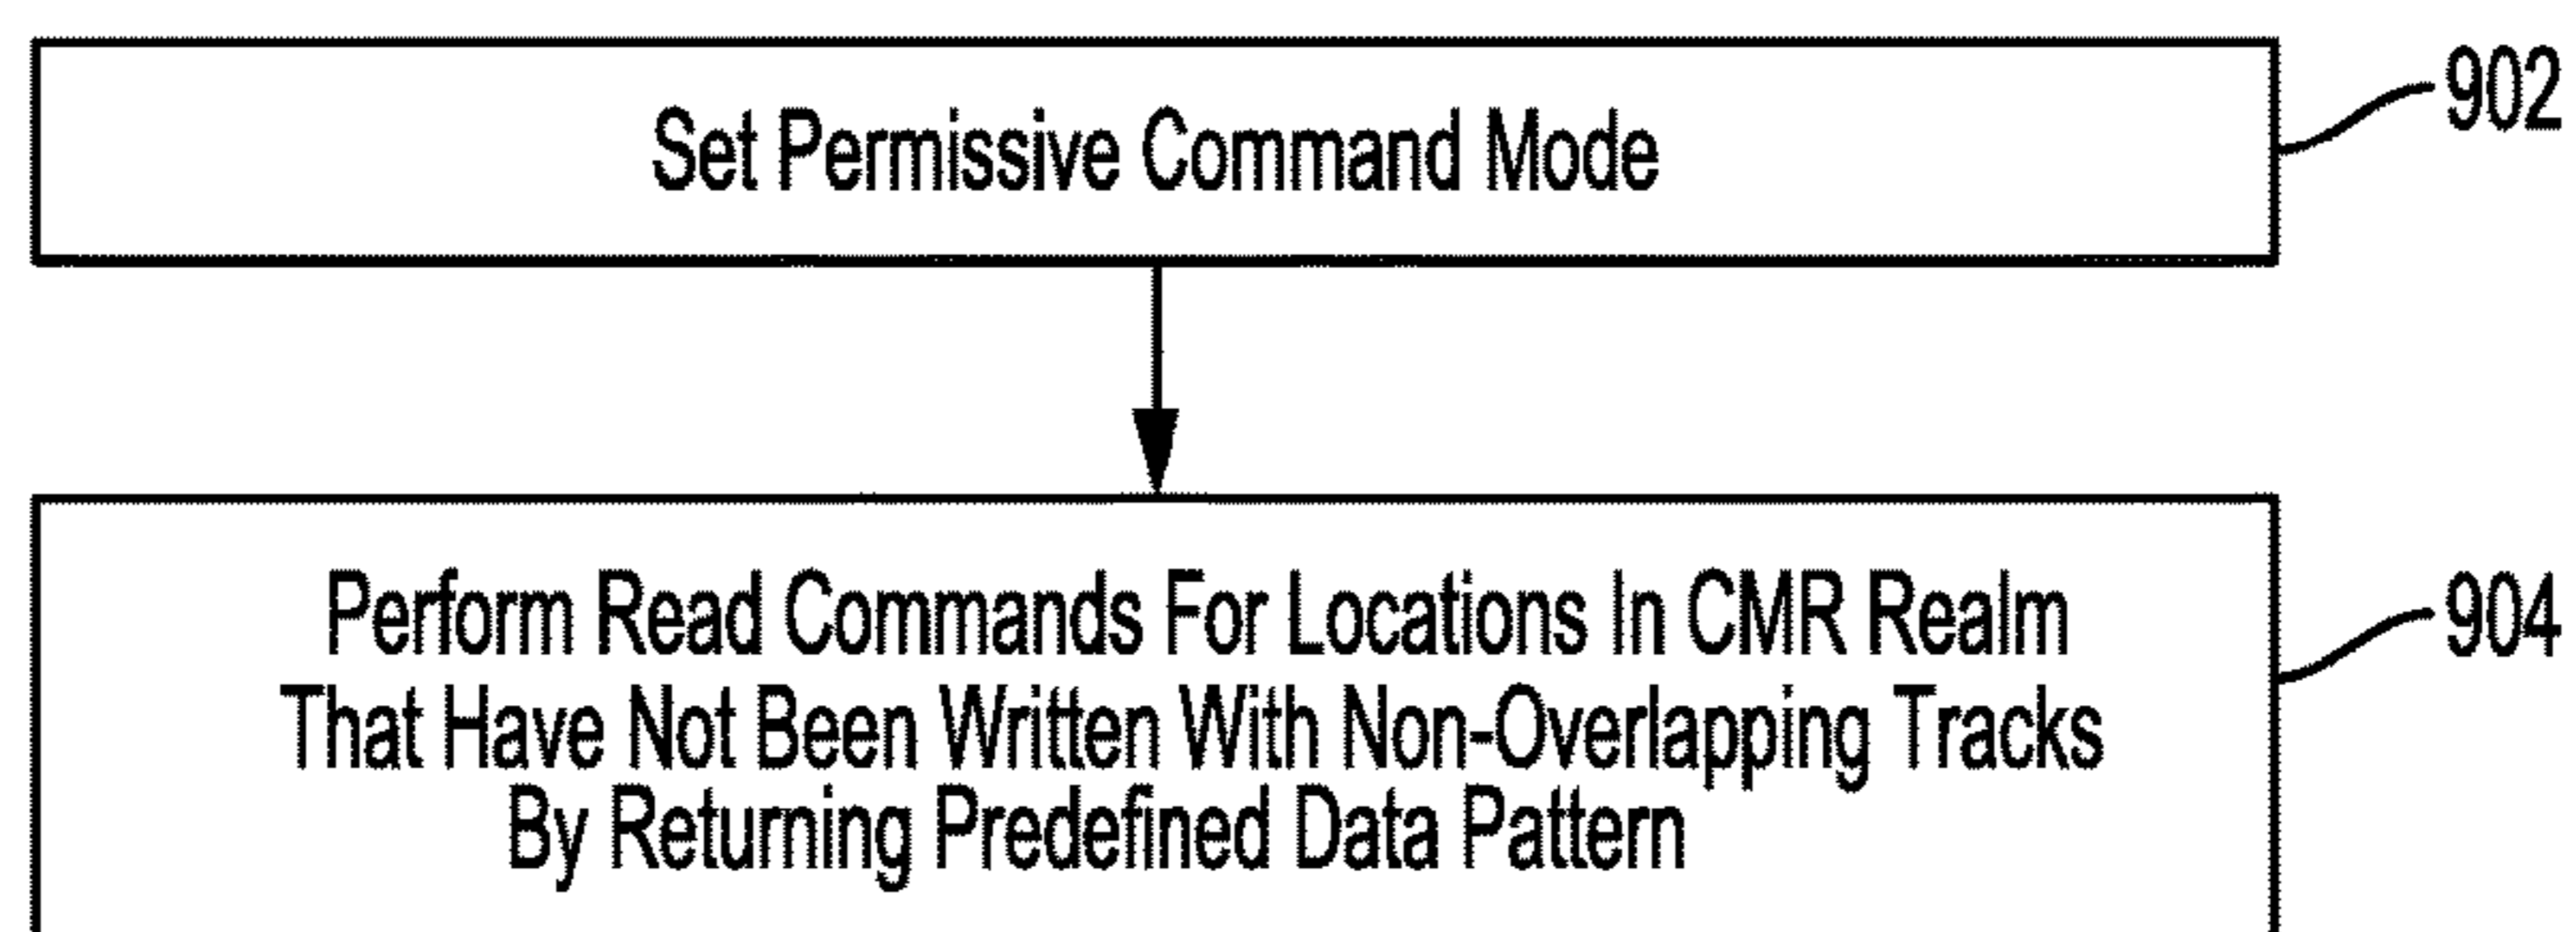 Set Permissive Command Mode
902
Perform Read Commands For Locations In CMR Realm
That Have Not Been Written With Non-Overlapping Tracks
By Returning Predefined Data Pattern
904